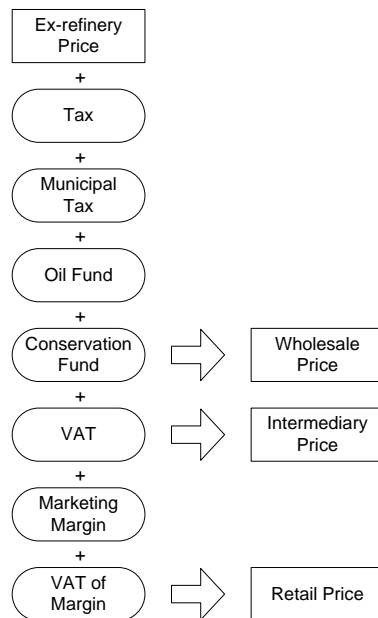 Ex-refinery
Price
+
Tax
+
Municipal
Tax
+
Oil Fund
+
Conservation
Fund
Wholesale
Price
+
VAT
Intermediary
Price
+
Marketing
Margin
+
VAT of
Margin
Retail Price